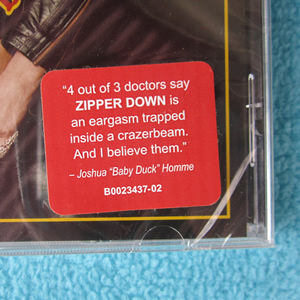 “4 out of 3 doctors say
ZIPPER DOWN is
an eargasm trapped
inside a crazerbeam.
And I believe them.”
– Joshua “Baby Duck” Homme
B0023437-02